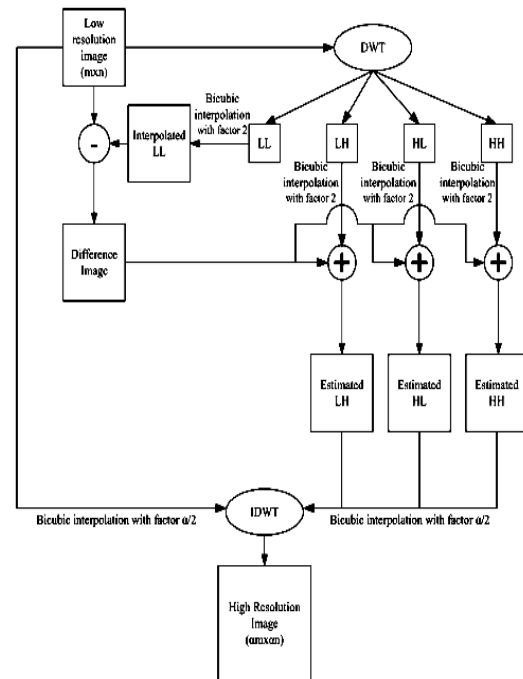 Low
resolution
image
(mxn)
DWT
Bicubic
interpolation
with factor 2
Interpolated
LL
LL
LH
HL
HH
-
Bicubic
interpolation
with factor 2
Bicubic
interpolation
with factor 2
Bicubic
interpolation
with factor 2
Difference
Image
+
+
+
Estimated
LH
Estimated
HL
Estimated
HH
IDWT
Bicubic interpolation with factor α/2
Bicubic interpolation with factor α/2
High Resolution
Image
(αmxαn)